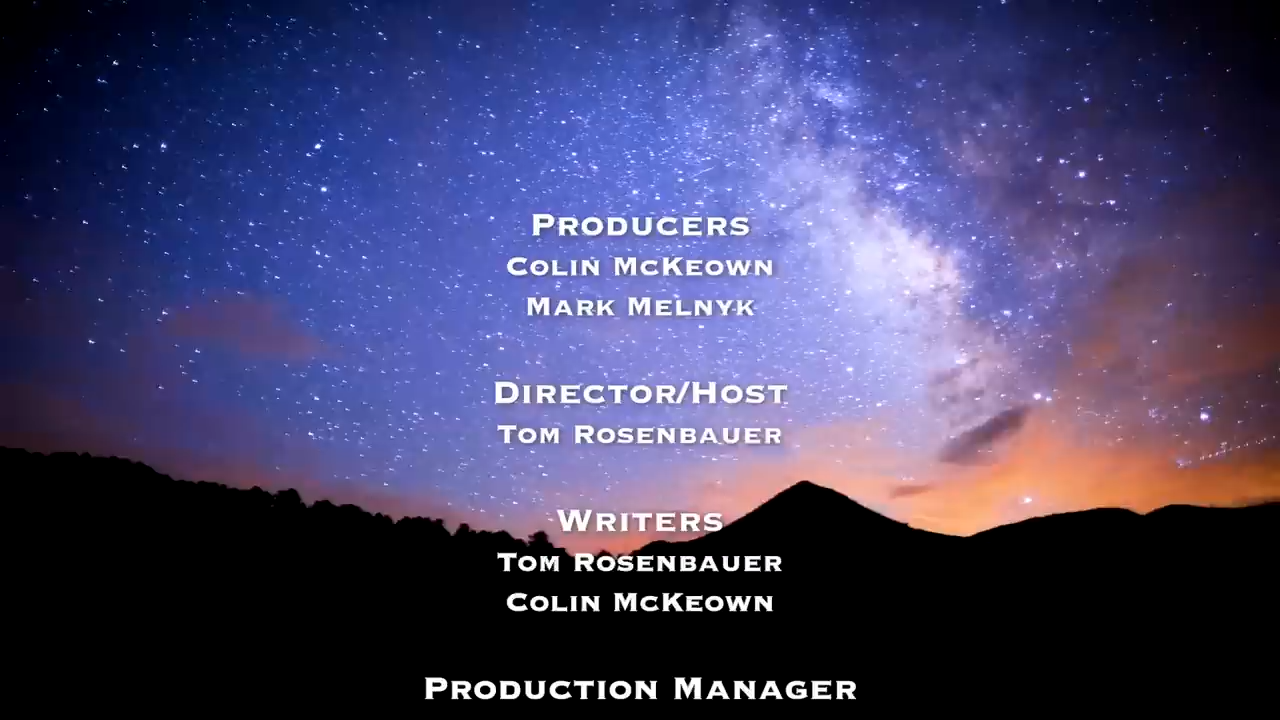 Producers
Colin McKeown
Mark Melnyk
Director/Host
Tom Rosenbauer
Writers
Tom Rosenbauer
Colin McKeown
Production Manager